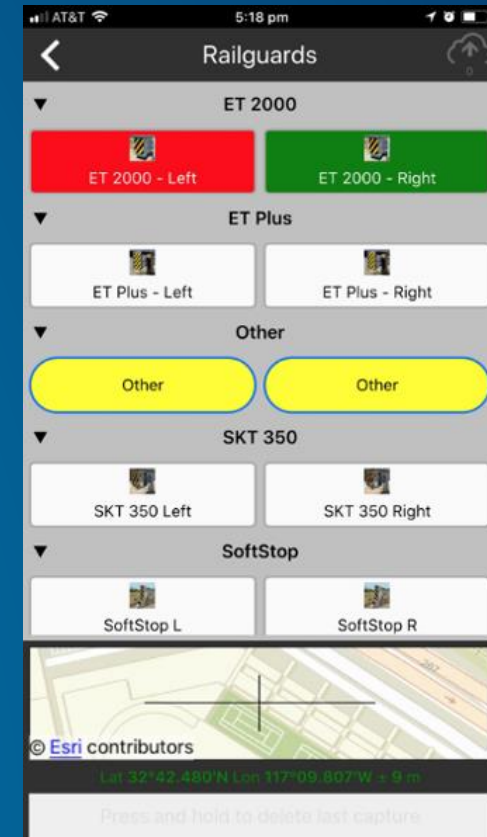 AT&T 5:18 pm
Railguards
0
ET 2000
ET 2000 - Left ET 2000 - Right
ET Plus
ET Plus - Left ET Plus - Right
Other
Other Other
SKT 350
SKT 350 Left SKT 350 Right
SoftStop
SoftStop L SoftStop R
© Esri contributors
Lat 32°42.480'N Lon 117°09.807'W ± 9 m
Press and hold to delete last capture